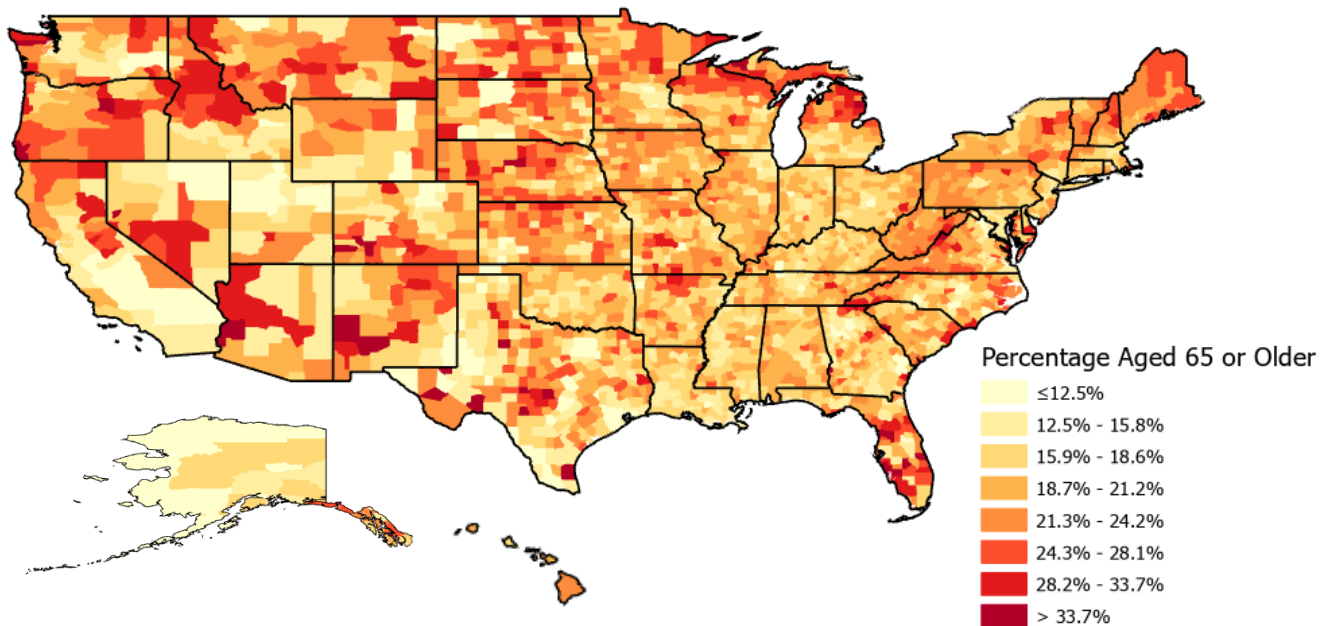 Percentage Aged 65 or Older
≤12.5%
12.5% - 15.8%
15.9% - 18.6%
18.7% - 21.2%
21.3% - 24.2%
24.3% - 28.1%
28.2% - 33.7%
> 33.7%